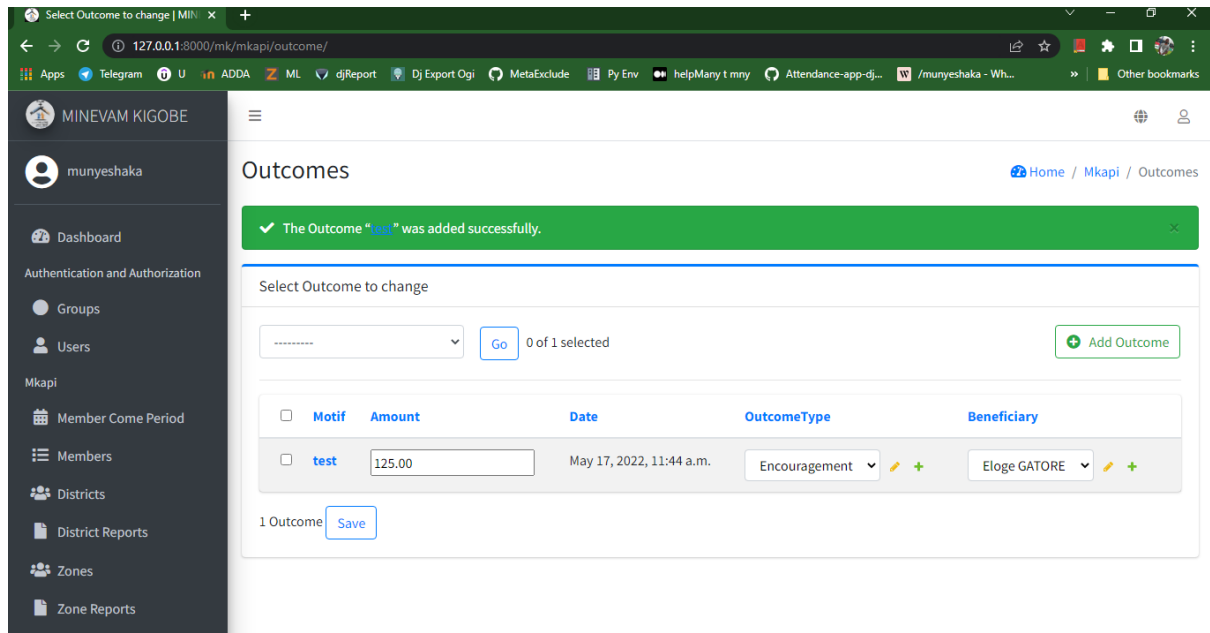 Select Outcome to change | MIN
127.0.0.1:8000/mk/mkapi/outcome/
Apps Telegram U ADDA ML djReport Dj Export Ogi MetaExclude Py Env helpMany t mny Attendance-app-dj... /munyeshaka - Wh... » Other bookmarks
MINEVAM KIGOBE
munyeshaka
Dashboard
Authentication and Authorization
Groups
Users
Mkapi
Member Come Period
Members
Districts
District Reports
Zones
Zone Reports
Outcomes
Home / Mkapi / Outcomes
The Outcome “test” was added successfully.
Select Outcome to change
---------
Go
0 of 1 selected
Add Outcome
Motif Amount Date OutcomeType Beneficiary
test 125.00 May 17, 2022, 11:44 a.m. Encouragement Eloge GATORE
1 Outcome Save